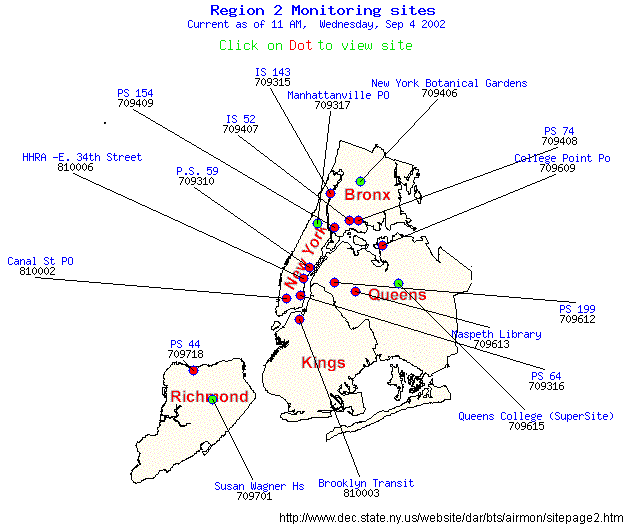 Region 2 Monitoring sites
Current as of 11 AM, Wednesday, Sep 4 2002
Click on Dot to view site
IS 143
709315
New York Botanical Gardens
709406
PS 154
709409
Manhattanville PO
709317
IS 52
709407
PS 74
709408
HHRA -E. 34th Street
810006
College Point Po
709609
P.S. 59
709310
Bronx
New York
Canal St PO
810002
Queens
PS 199
709612
Maspeth Library
709613
PS 44
709718
Kings
PS 64
709316
Richmond
Queens College (SuperSite)
709615
Susan Wagner Hs
709701
Brooklyn Transit
810003
http://www.dec.state.ny.us/website/dar/bts/airmon/sitepage2.htm